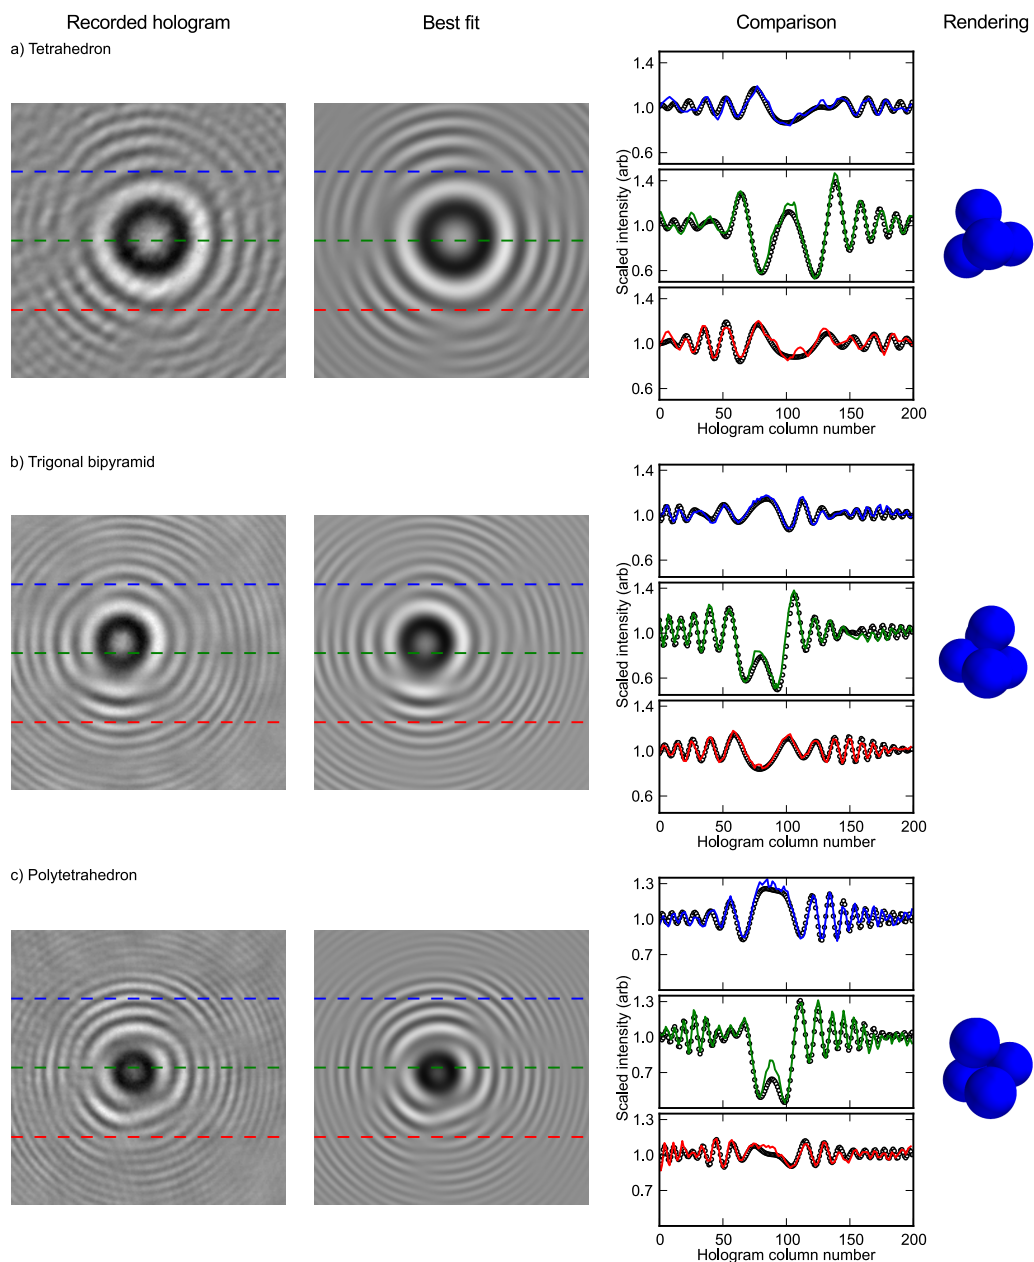 Recorded hologram Best fit Comparison Rendering
a) Tetrahedron
1.4
1.0
0.6
1.4
1.0
0.6
1.4
1.0
0.6
Scaled intensity (arb)
0 50 100 150 200
Hologram column number
b) Trigonal bipyramid
1.4
1.0
0.6
1.4
1.0
0.6
1.4
1.0
0.6
Scaled intensity (arb)
0 50 100 150 200
Hologram column number
c) Polytetrahedron
1.3
1.0
0.7
1.3
1.0
0.7
1.3
1.0
0.7
Scaled intensity (arb)
0 50 100 150 200
Hologram column number